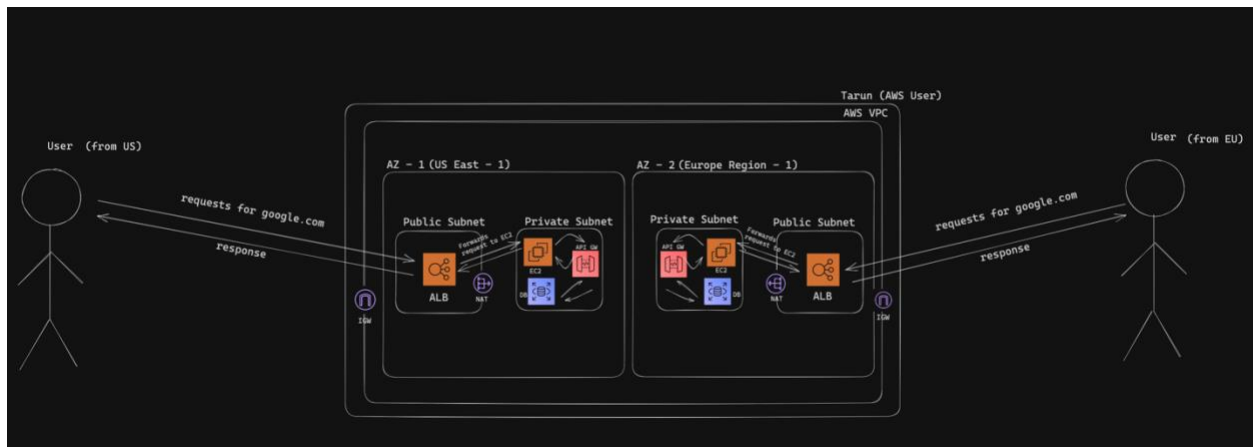 Tarun (AWS User)
AWS VPC
User (from US)
User (from EU)
AZ - 1 (US East - 1)
AZ - 2 (Europe Region - 1)
requests for google.com
response
requests for google.com
response
Public Subnet
Private Subnet
Private Subnet
Public Subnet
Forwards
request to EC2
Forwards
request to EC2
API GW
EC2
DB
ALB
NAT
IGW
API GW
EC2
DB
NAT
ALB
IGW